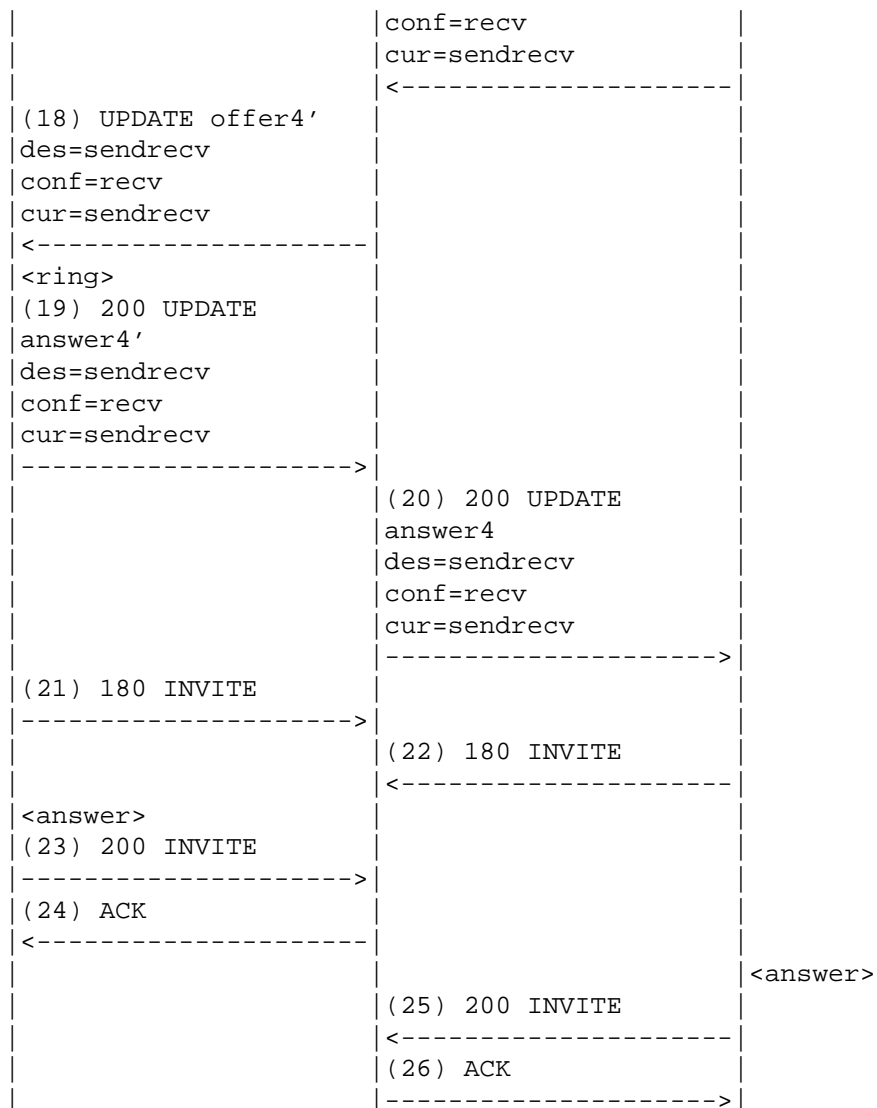 |                      |conf=recv             |
|                      |cur=sendrecv          |
|                      |<---------------------|
|(18) UPDATE offer4'   |                      |
|des=sendrecv          |                      |
|conf=recv             |                      |
|cur=sendrecv          |                      |
|<---------------------|                      |
|<ring>                |                      |
|(19) 200 UPDATE       |                      |
|answer4'              |                      |
|des=sendrecv          |                      |
|conf=recv             |                      |
|cur=sendrecv          |                      |
|--------------------->|                      |
|                      |(20) 200 UPDATE       |
|                      |answer4               |
|                      |des=sendrecv          |
|                      |conf=recv             |
|                      |cur=sendrecv          |
|                      |--------------------->|
|(21) 180 INVITE       |                      |
|--------------------->|                      |
|                      |(22) 180 INVITE       |
|                      |<---------------------|
|<answer>              |                      |
|(23) 200 INVITE       |                      |
|--------------------->|                      |
|(24) ACK              |                      |
|<---------------------|                      |
|                      |                      |<answer>
|                      |(25) 200 INVITE       |
|                      |<---------------------|
|                      |(26) ACK              |
|                      |--------------------->|